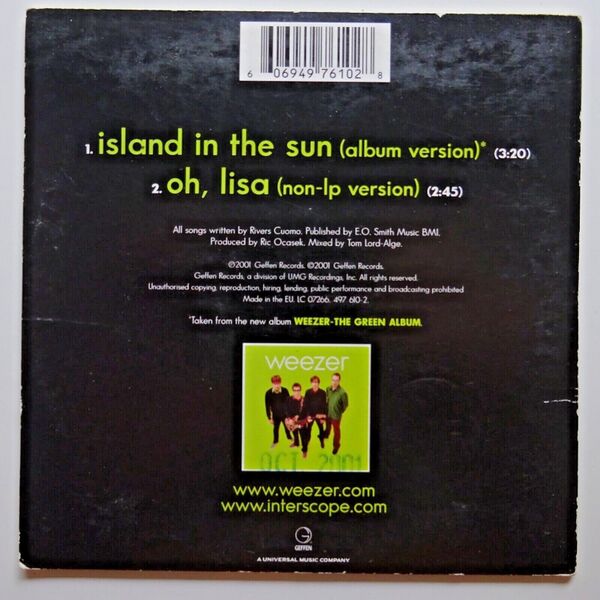 6 06949 76102 8
1. island in the sun (album version)* (3:20)
2. oh, lisa (non-lp version) (2:45)
All songs written by Rivers Cuomo. Published by E.O. Smith Music BMI.
Produced by Ric Ocasek. Mixed by Tom Lord-Alge.
℗2001 Geffen Records. ©2001 Geffen Records.
Geffen Records, a division of UMG Recordings, Inc. All rights reserved.
Unauthorised copying, reproduction, hiring, lending, public performance and broadcasting prohibited
Made in the EU. LC 07266. 497 610-2.
*Taken from the new album WEEZER-THE GREEN ALBUM.
weezer
OCT 2001
www.weezer.com
www.interscope.com
G
GEFFEN
A UNIVERSAL MUSIC COMPANY